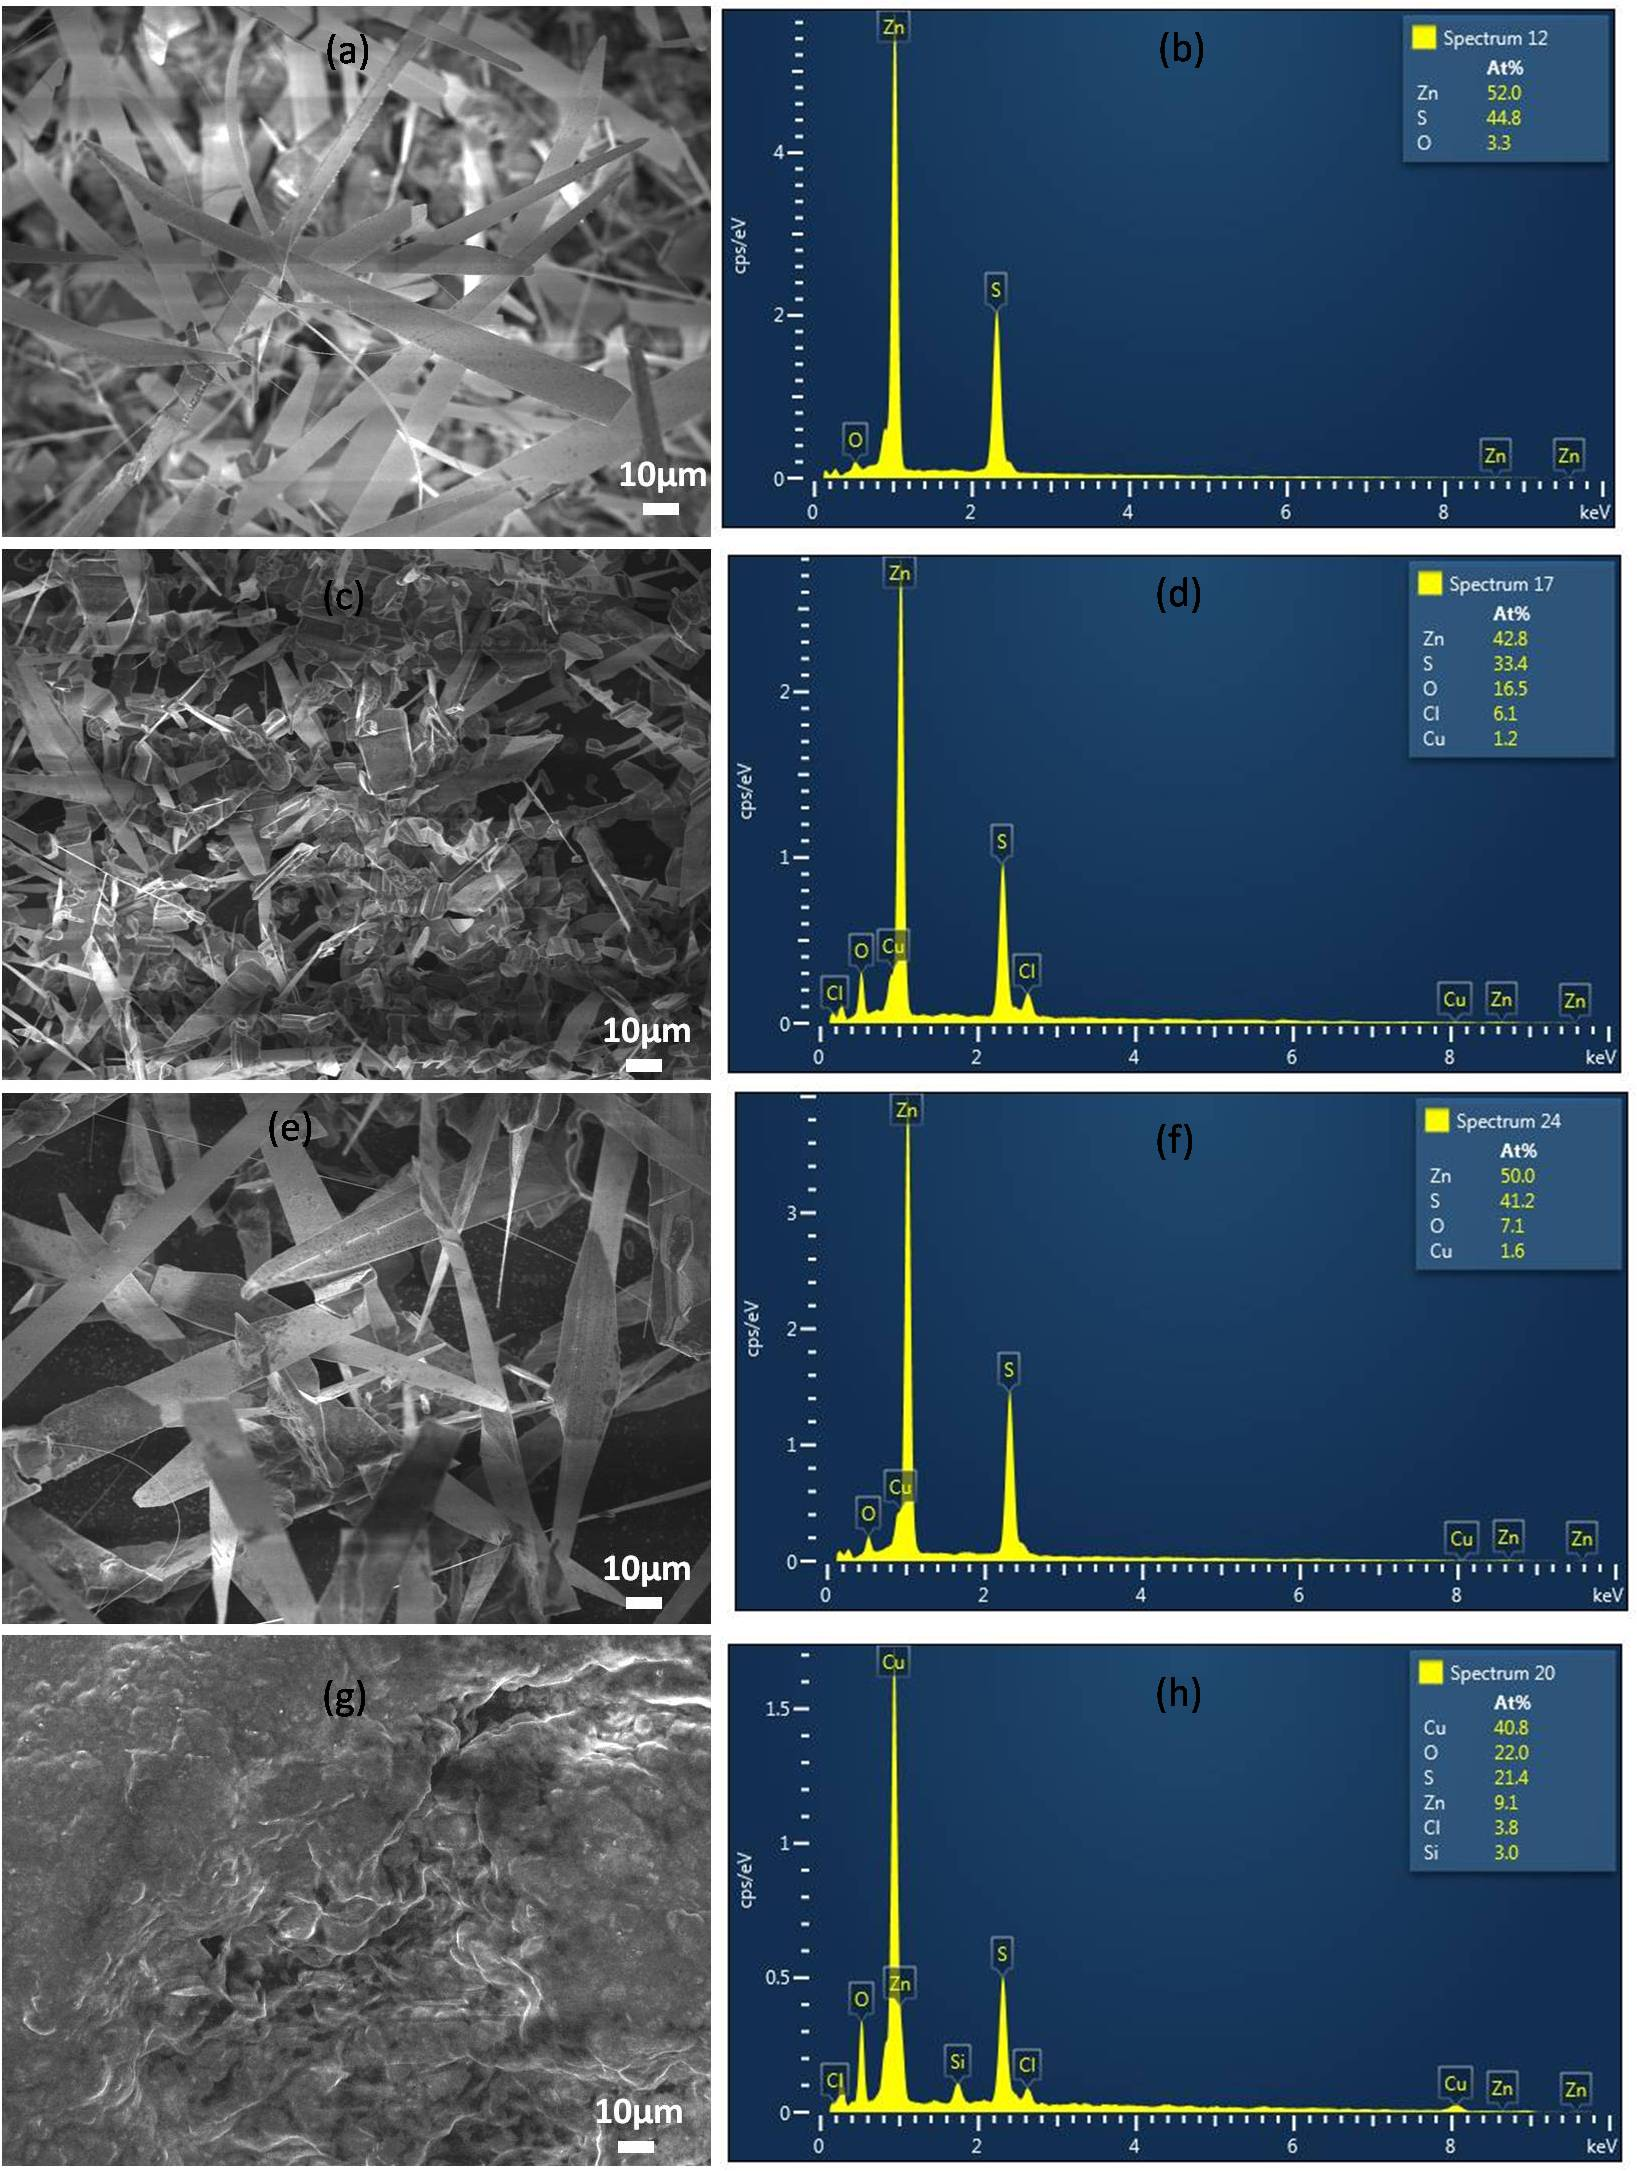 (a)
10µm
(b)
Spectrum 12
At%
Zn 52.0
S 44.8
O 3.3
Zn
S
O
Zn Zn
cps/eV
4
2
0
0 2 4 6 8 keV
(c)
10µm
(d)
Spectrum 17
At%
Zn 42.8
S 33.4
O 16.5
Cl 6.1
Cu 1.2
Zn
S
O Cu
Cl Cl
Cu Zn Zn
cps/eV
2
1
0
0 2 4 6 8 keV
(e)
10µm
(f)
Spectrum 24
At%
Zn 50.0
S 41.2
O 7.1
Cu 1.6
Zn
S
Cu
O
Cu Zn Zn
cps/eV
3
2
1
0
0 2 4 6 8 keV
(g)
10µm
(h)
Spectrum 20
At%
Cu 40.8
O 22.0
S 21.4
Zn 9.1
Cl 3.8
Si 3.0
Cu
S
O Zn
Cl Si Cl
Cu Zn Zn
cps/eV
1.5
1
0.5
0
0 2 4 6 8 keV